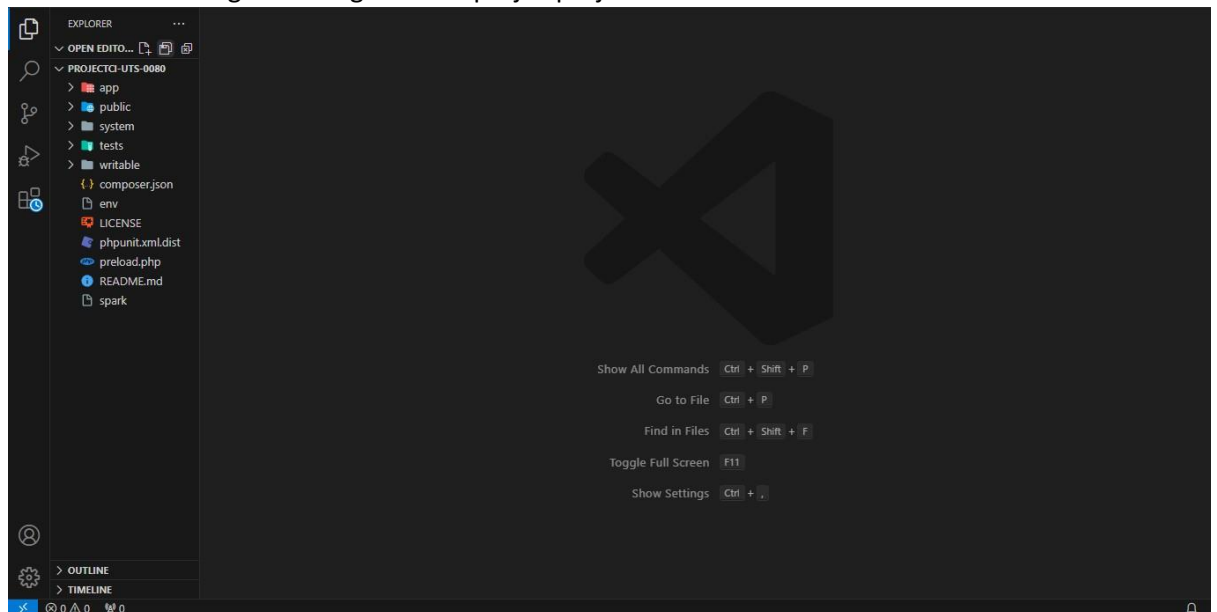 EXPLORER ...
OPEN EDITO...
PROJECTCI-UTS-0080
app
public
system
tests
writable
composer.json
env
LICENSE
phpunit.xml.dist
preload.php
README.md
spark
Show All Commands Ctrl + Shift + P
Go to File Ctrl + P
Find in Files Ctrl + Shift + F
Toggle Full Screen F11
Show Settings Ctrl + ,
OUTLINE
TIMELINE
0 0 0